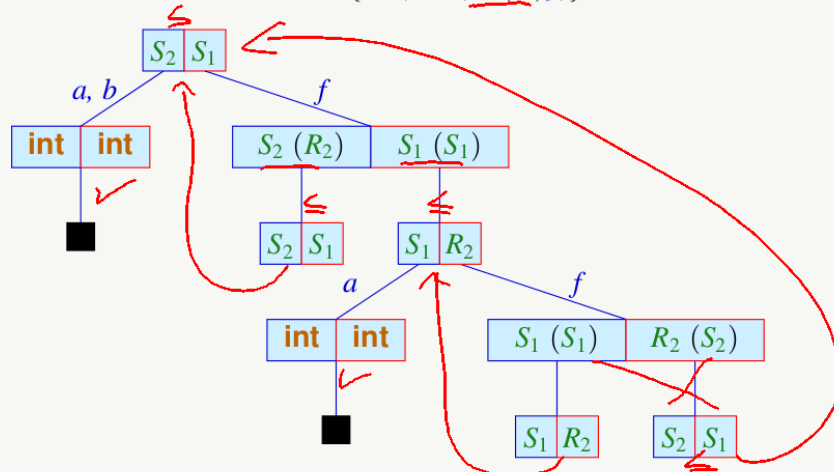 ≤
S₂ S₁
a, b f
int int S₂ (R₂) S₁ (S₁)
≤ ≤
S₂ S₁ S₁ R₂
a f
int int S₁ (S₁) R₂ (S₂)
S₁ R₂ S₂ S₁
≤